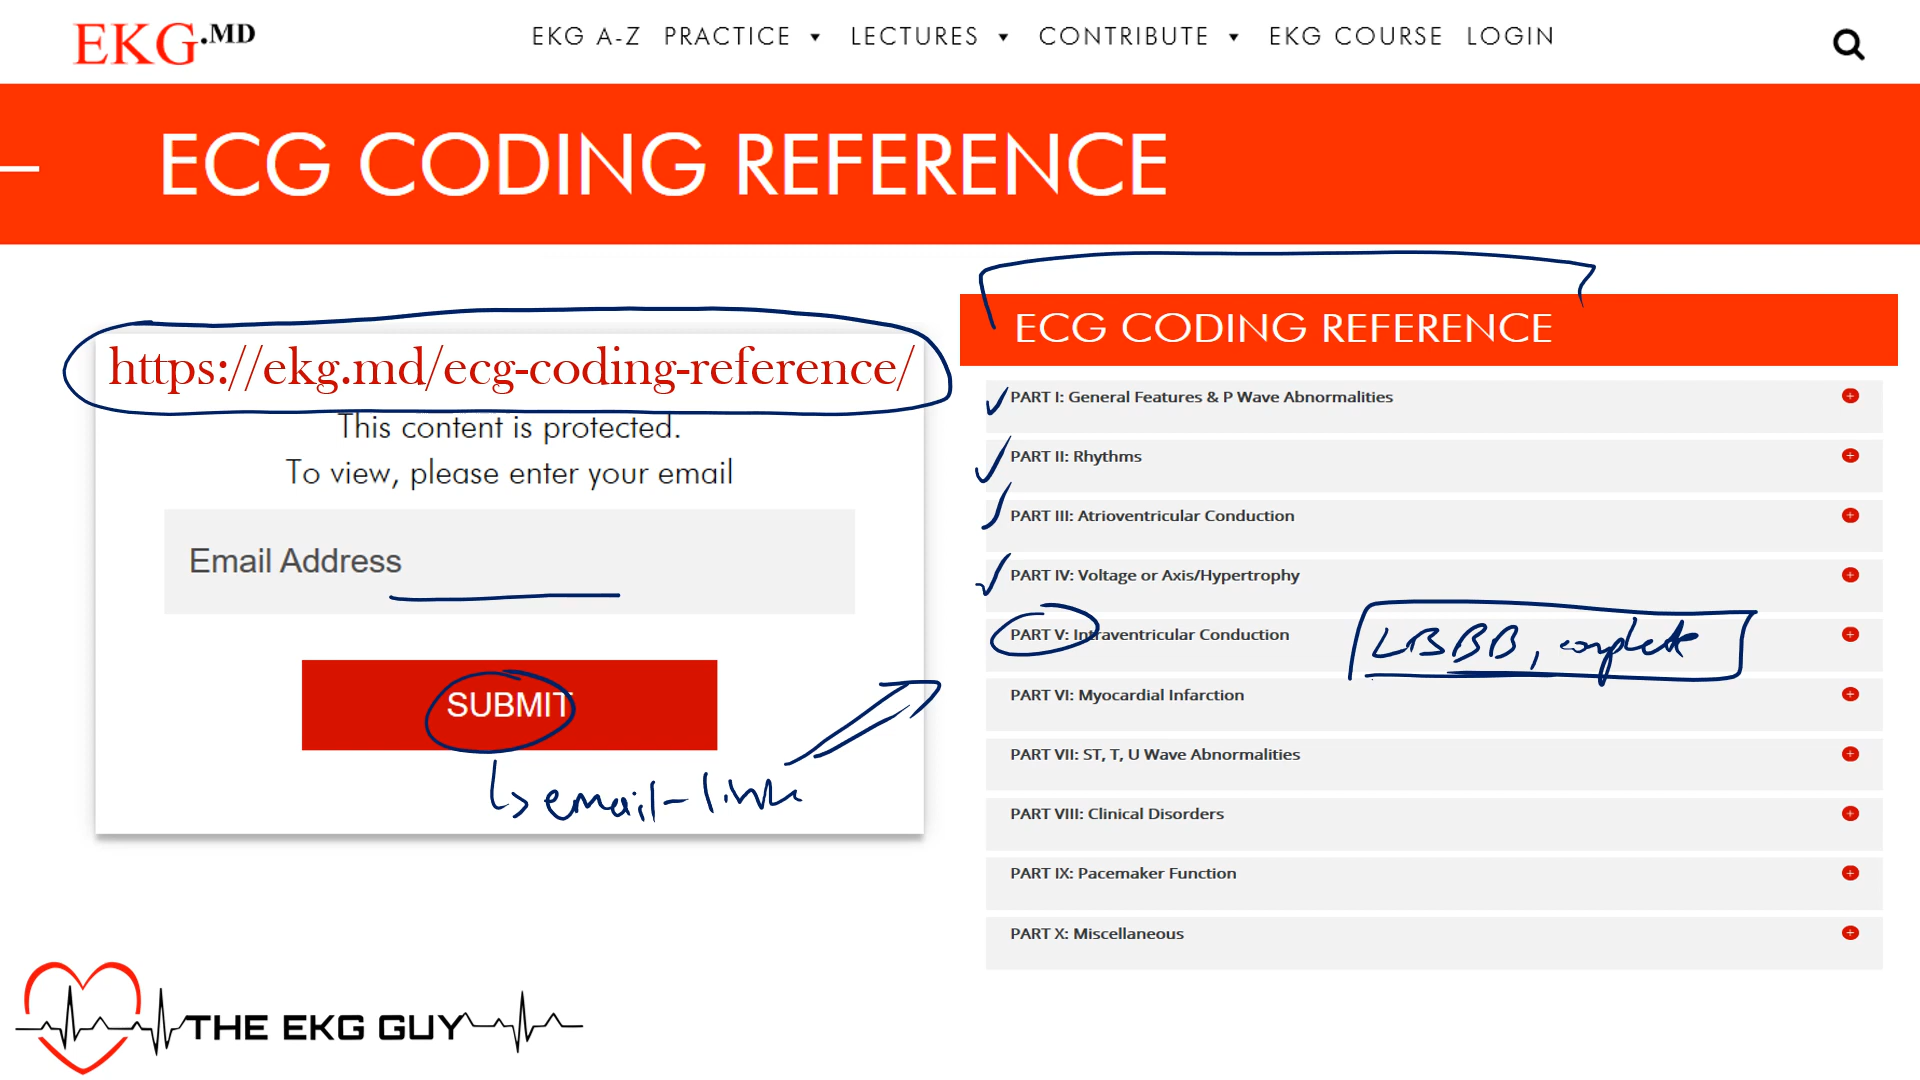 EKG.MD
EKG A-Z PRACTICE LECTURES CONTRIBUTE EKG COURSE LOGIN
ECG CODING REFERENCE
https://ekg.md/ecg-coding-reference/
This content is protected.
To view, please enter your email
Email Address
SUBMIT
email-link
ECG CODING REFERENCE
PART I: General Features & P Wave Abnormalities
PART II: Rhythms
PART III: Atrioventricular Conduction
PART IV: Voltage or Axis/Hypertrophy
PART V: Intraventricular Conduction
LBBB, complete
PART VI: Myocardial Infarction
PART VII: ST, T, U Wave Abnormalities
PART VIII: Clinical Disorders
PART IX: Pacemaker Function
PART X: Miscellaneous
THE EKG GUY